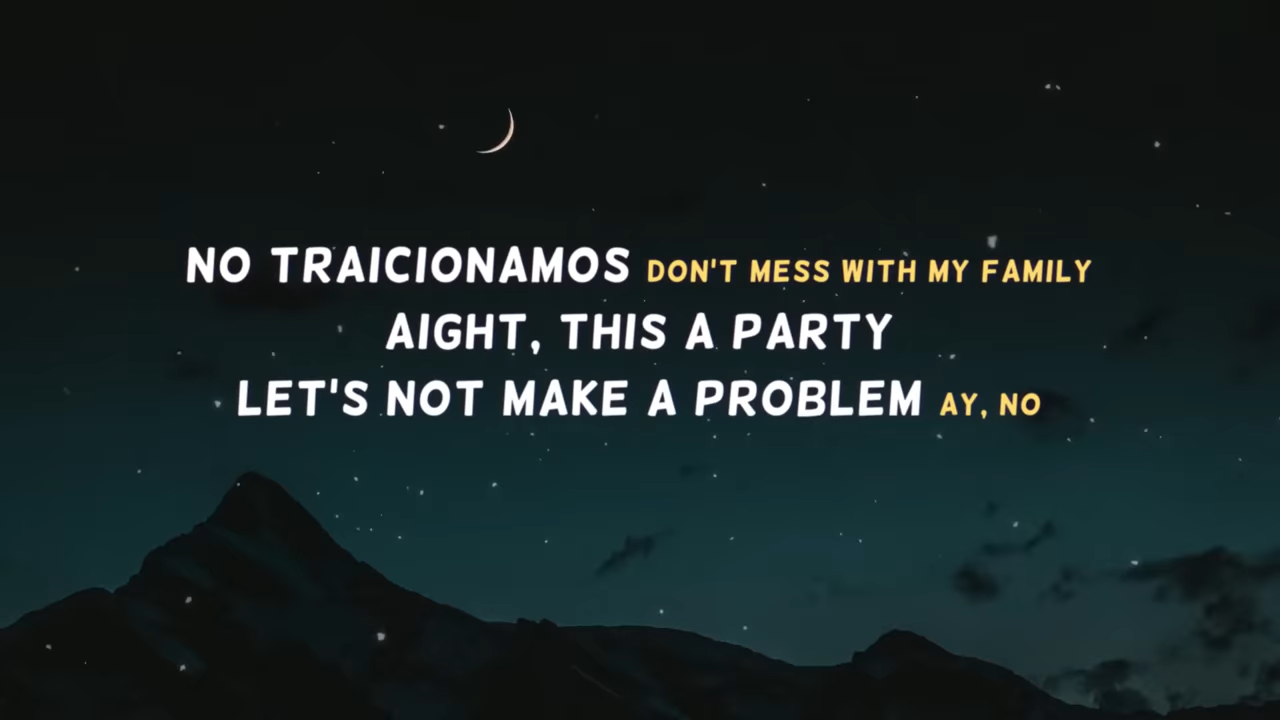 NO TRAICIONAMOS DON'T MESS WITH MY FAMILY
AIGHT, THIS A PARTY
LET'S NOT MAKE A PROBLEM AY, NO